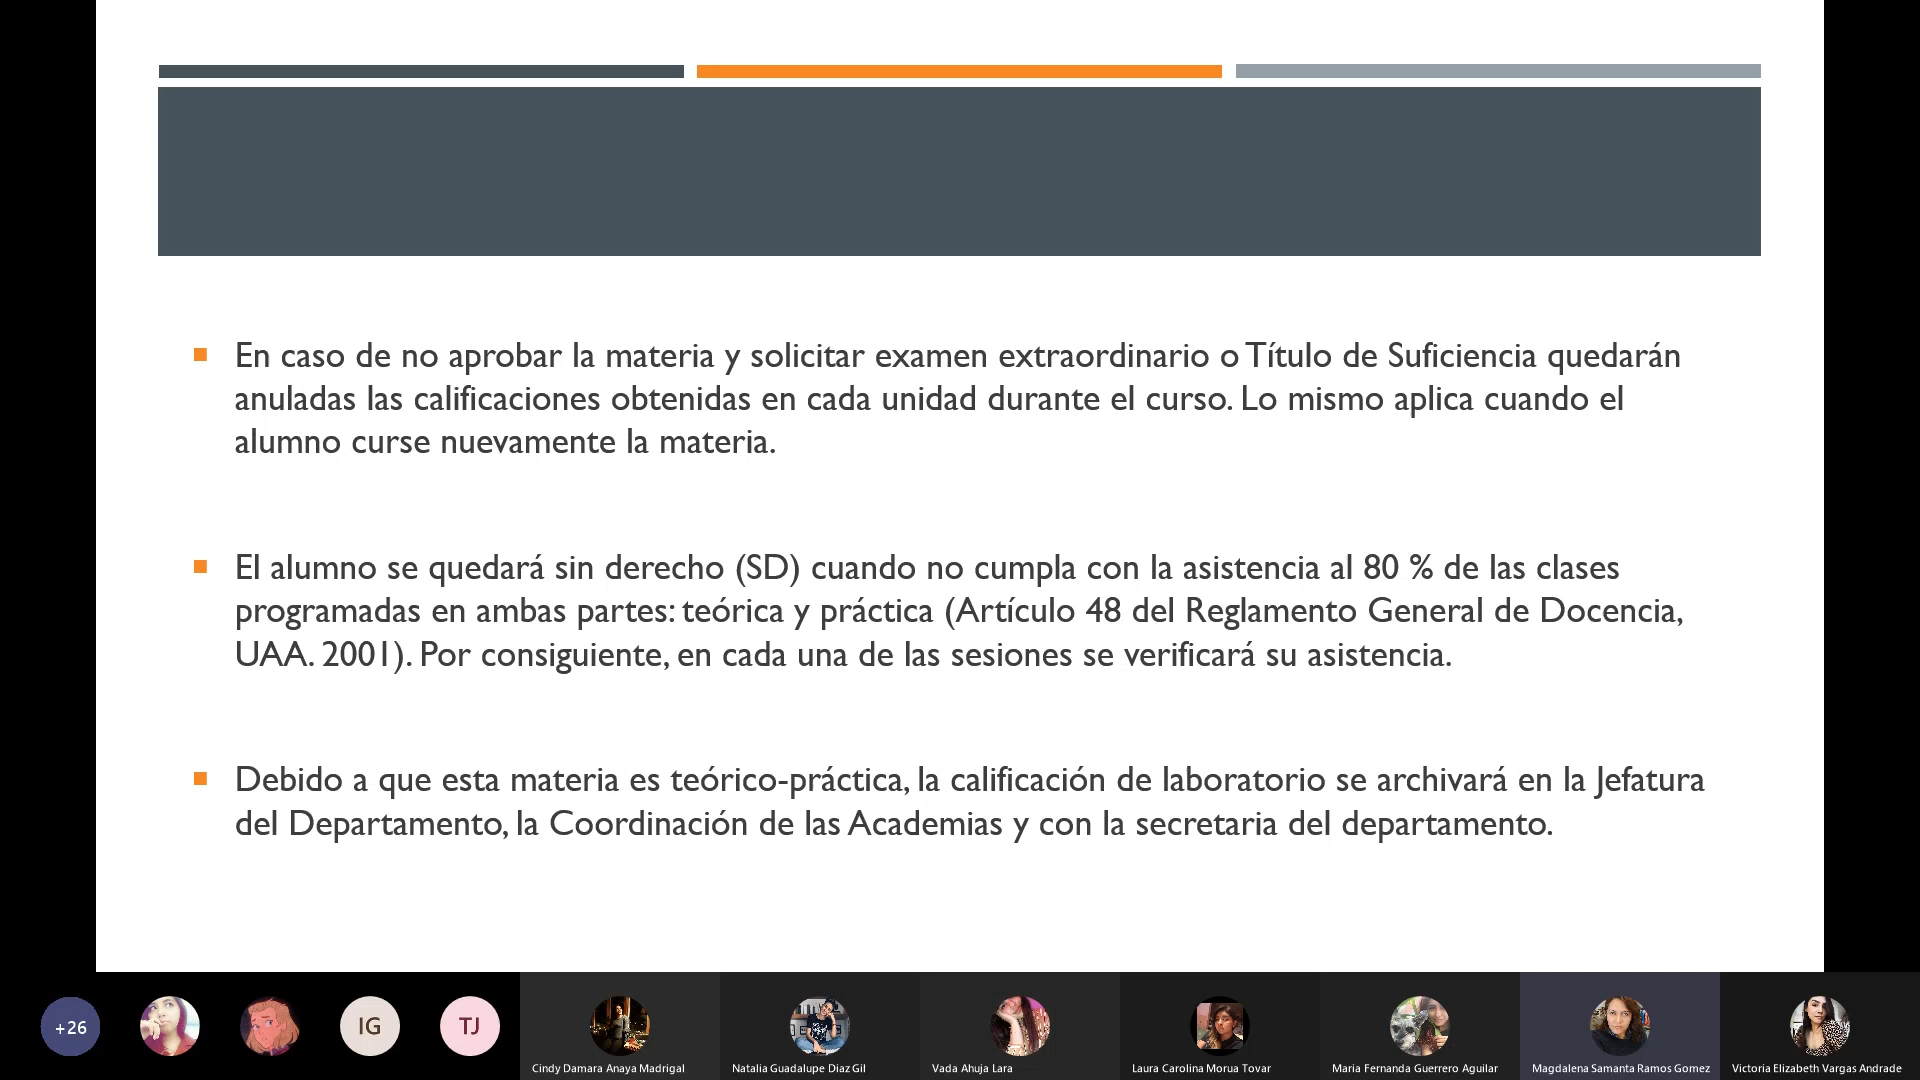 En caso de no aprobar la materia y solicitar examen extraordinario o Título de Suficiencia quedarán
anuladas las calificaciones obtenidas en cada unidad durante el curso. Lo mismo aplica cuando el
alumno curse nuevamente la materia.
El alumno se quedará sin derecho (SD) cuando no cumpla con la asistencia al 80 % de las clases
programadas en ambas partes: teórica y práctica (Artículo 48 del Reglamento General de Docencia,
UAA. 2001). Por consiguiente, en cada una de las sesiones se verificará su asistencia.
Debido a que esta materia es teórico-práctica, la calificación de laboratorio se archivará en la Jefatura
del Departamento, la Coordinación de las Academias y con la secretaria del departamento.
+26
IG
TJ
Cindy Damara Anaya Madrigal
Natalia Guadalupe Diaz Gil
Vada Ahuja Lara
Laura Carolina Morua Tovar
Maria Fernanda Guerrero Aguilar
Magdalena Samanta Ramos Gomez
Victoria Elizabeth Vargas Andrade